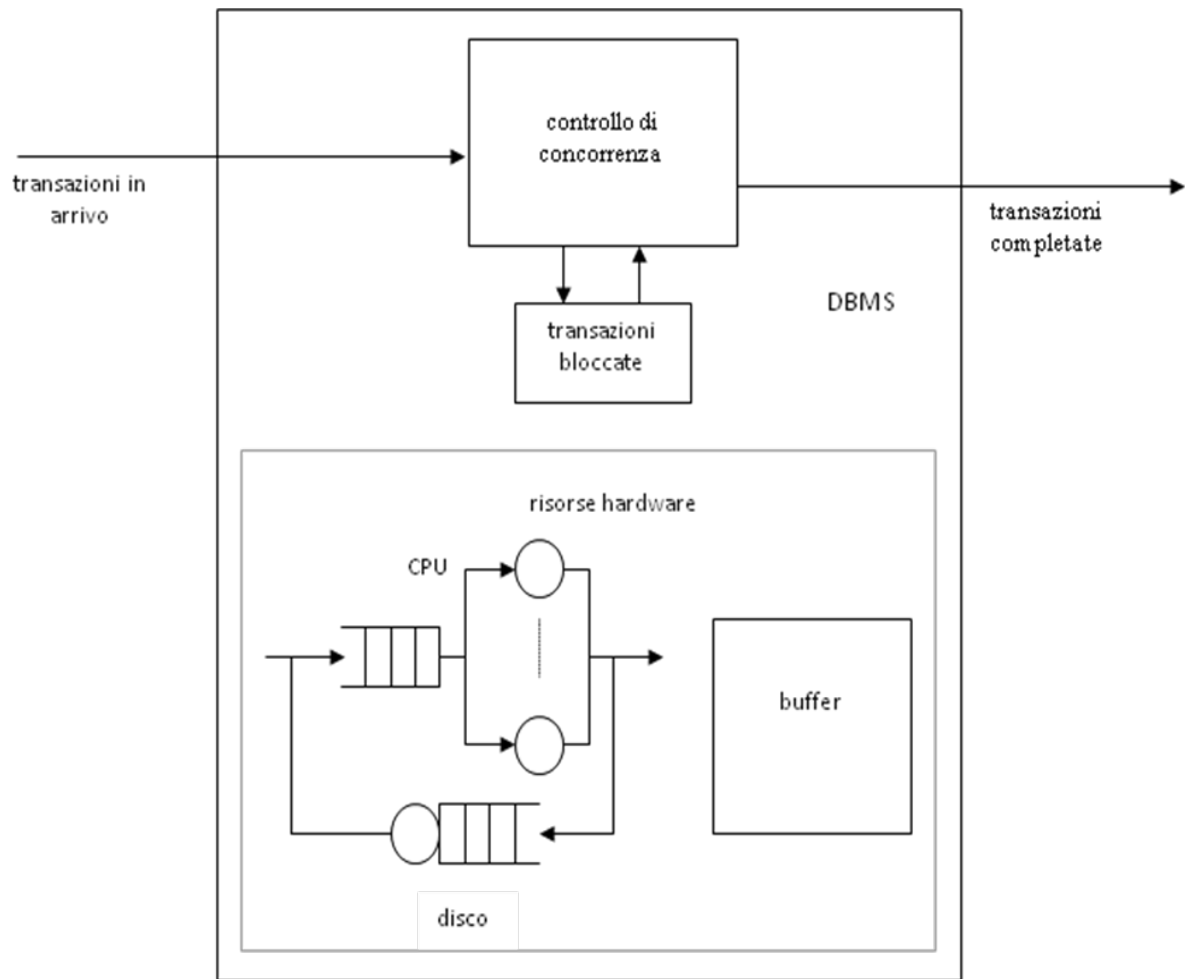 controllo di
concorrenza
transazioni in
arrivo
transazioni
completate
DBMS
transazioni
bloccate
risorse hardware
CPU
buffer
disco